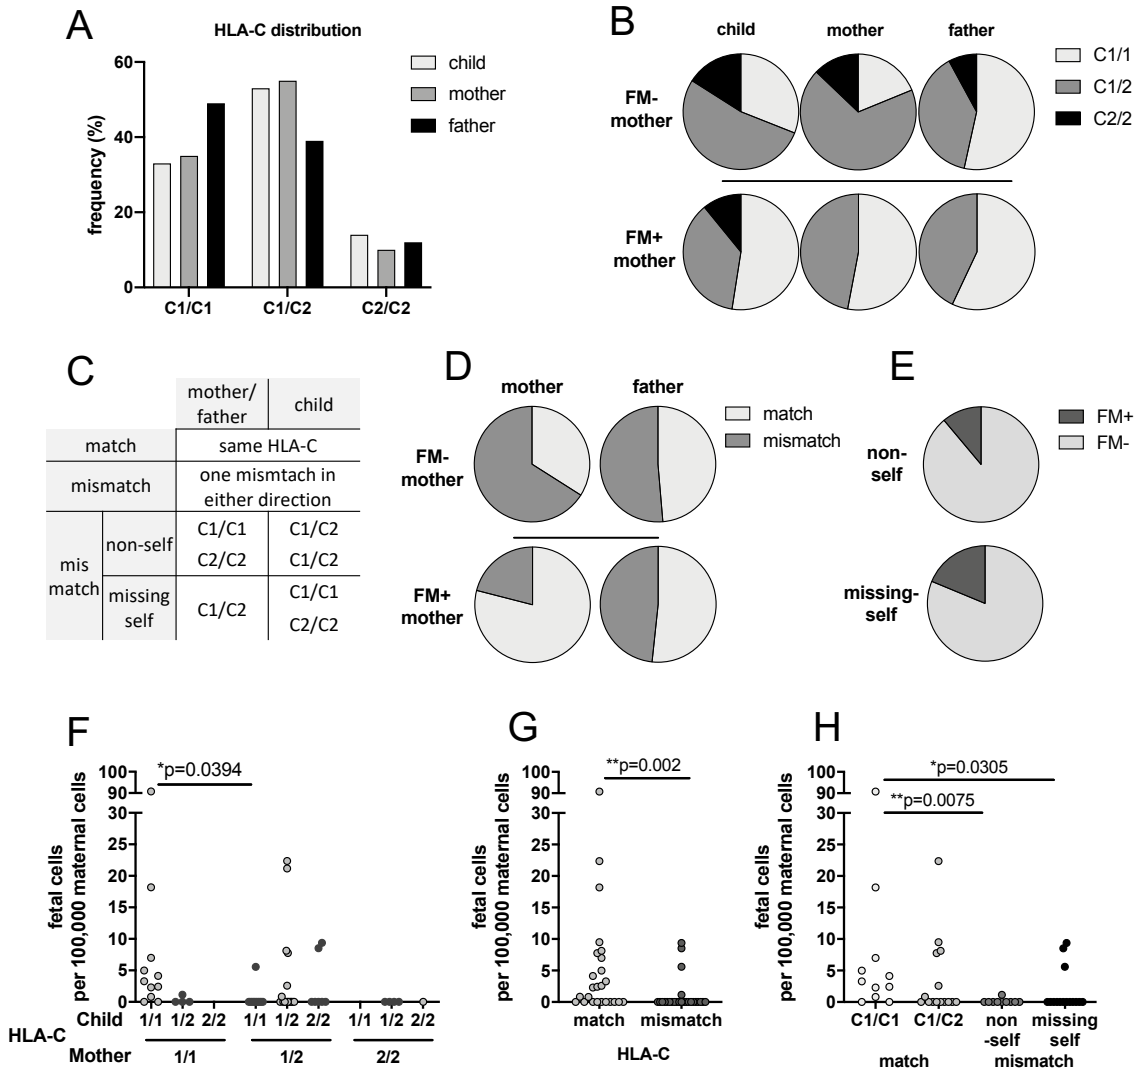 A
HLA-C distribution
frequency (%)
60
40
20
0
C1/C1
C1/C2
C2/C2
child
mother
father
B
child
mother
father
FM-
mother
FM+
mother
C1/1
C1/2
C2/2
C
mother/
father
child
match
same HLA-C
mismatch
one mismtach in
either direction
mis
match
non-self
C1/C1
C1/C2
C2/C2
C1/C2
missing
self
C1/C2
C1/C1
C2/C2
D
mother
father
FM-
mother
FM+
mother
match
mismatch
E
non-
self
missing-
self
FM+
FM-
F
fetal cells
per 100,000 maternal cells
100
90
30
25
20
15
10
5
0
*p=0.0394
HLA-C
Child
1/1 1/2 2/2
1/1 1/2 2/2
1/1 1/2 2/2
Mother
1/1
1/2
2/2
G
fetal cells
per 100,000 maternal cells
100
90
30
25
20
15
10
5
0
**p=0.002
match
mismatch
HLA-C
H
fetal cells
per 100,000 maternal cells
100
90
30
25
20
15
10
5
0
*p=0.0305
**p=0.0075
C1/C1
C1/C2
non
-self
missing
self
match
mismatch